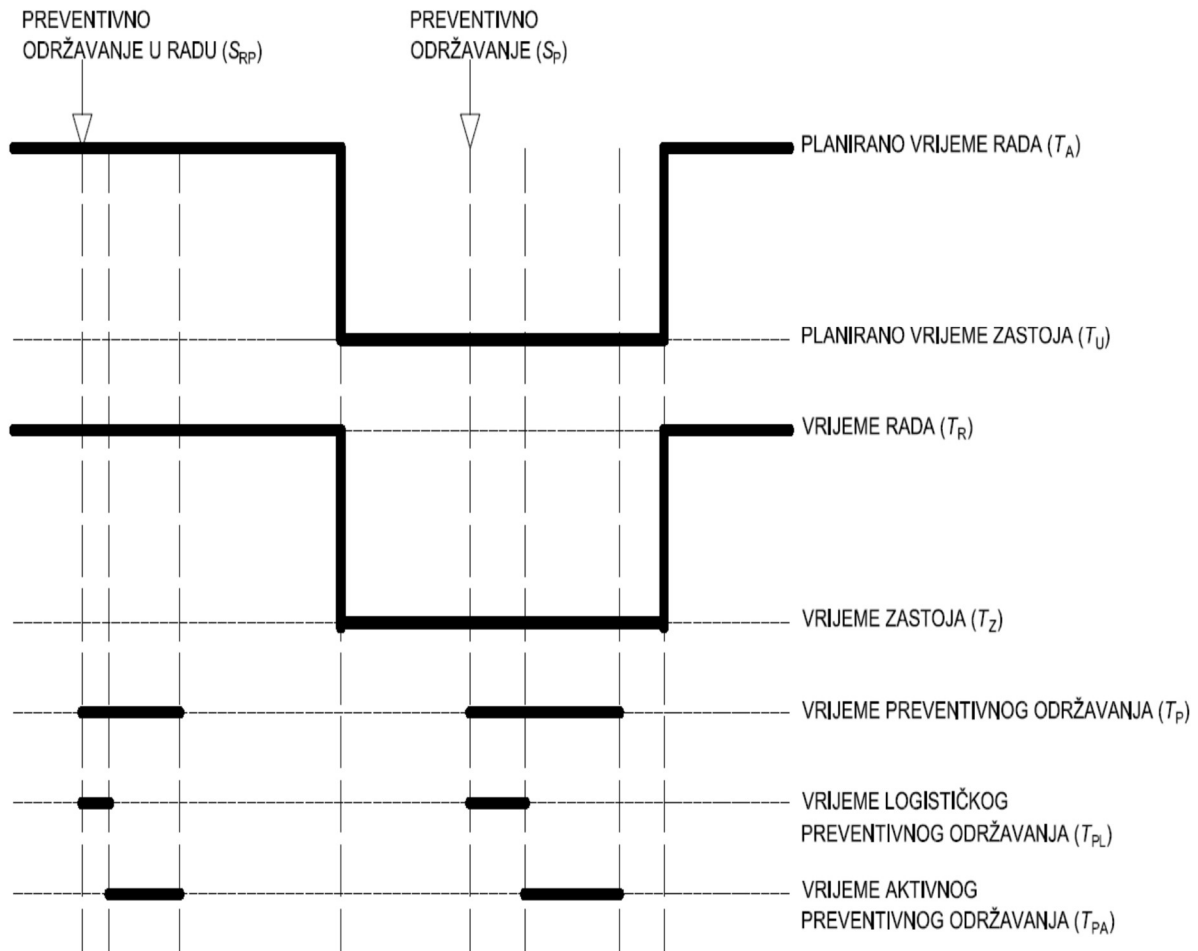 PREVENTIVNO
ODRŽAVANJE U RADU (SRP)
PREVENTIVNO
ODRŽAVANJE (SP)
PLANIRANO VRIJEME RADA (TA)
PLANIRANO VRIJEME ZASTOJA (TU)
VRIJEME RADA (TR)
VRIJEME ZASTOJA (TZ)
VRIJEME PREVENTIVNOG ODRŽAVANJA (TP)
VRIJEME LOGISTIČKOG
PREVENTIVNOG ODRŽAVANJA (TPL)
VRIJEME AKTIVNOG
PREVENTIVNOG ODRŽAVANJA (TPA)